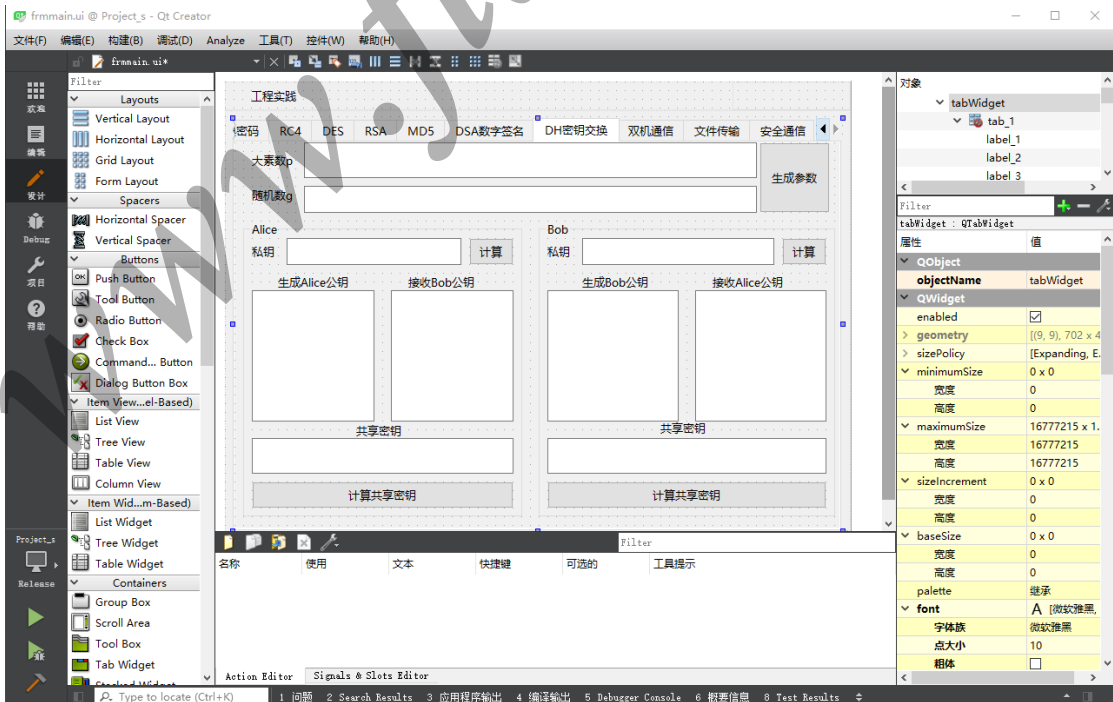 frmmain.ui @ Project_s - Qt Creator
文件(F) 编辑(E) 构建(B) 调试(D) Analyze 工具(T) 控件(W) 帮助(H)
frmmain.ui*
欢迎
编辑
设计
Debug
项目
帮助
Project_s
Release
Filter
Layouts
Vertical Layout
Horizontal Layout
Grid Layout
Form Layout
Spacers
Horizontal Spacer
Vertical Spacer
Buttons
Push Button
Tool Button
Radio Button
Check Box
Command... Button
Dialog Button Box
Item View...el-Based)
List View
Tree View
Table View
Column View
Item Wid...m-Based)
List Widget
Tree Widget
Table Widget
Containers
Group Box
Scroll Area
Tool Box
Tab Widget
Stacked Widget
工程实践
密码 RC4 DES RSA MD5 DSA数字签名 DH密钥交换 双机通信 文件传输 安全通信
大素数p
随机数g
生成参数
Alice
私钥 计算
生成Alice公钥 接收Bob公钥
共享密钥
计算共享密钥
Bob
私钥 计算
生成Bob公钥 接收Alice公钥
共享密钥
计算共享密钥
Filter
名称 使用 文本 快捷键 可选的 工具提示
Action Editor Signals & Slots Editor
对象
tabWidget
tab_1
label_1
label_2
label_3
Filter
tabWidget : QTabWidget
属性 值
QObject
objectName tabWidget
QWidget
enabled
geometry [(9, 9), 702 x 4
sizePolicy [Expanding, E.
minimumSize 0 x 0
宽度 0
高度 0
maximumSize 16777215 x 1.
宽度 16777215
高度 16777215
sizeIncrement 0 x 0
宽度 0
高度 0
baseSize 0 x 0
宽度 0
高度 0
palette 继承
font A [微软雅黑,
字体族 微软雅黑
点大小 10
粗体
Type to locate (Ctrl+K) 1 问题 2 Search Results 3 应用程序输出 4 编译输出 5 Debugger Console 6 概要信息 8 Test Results